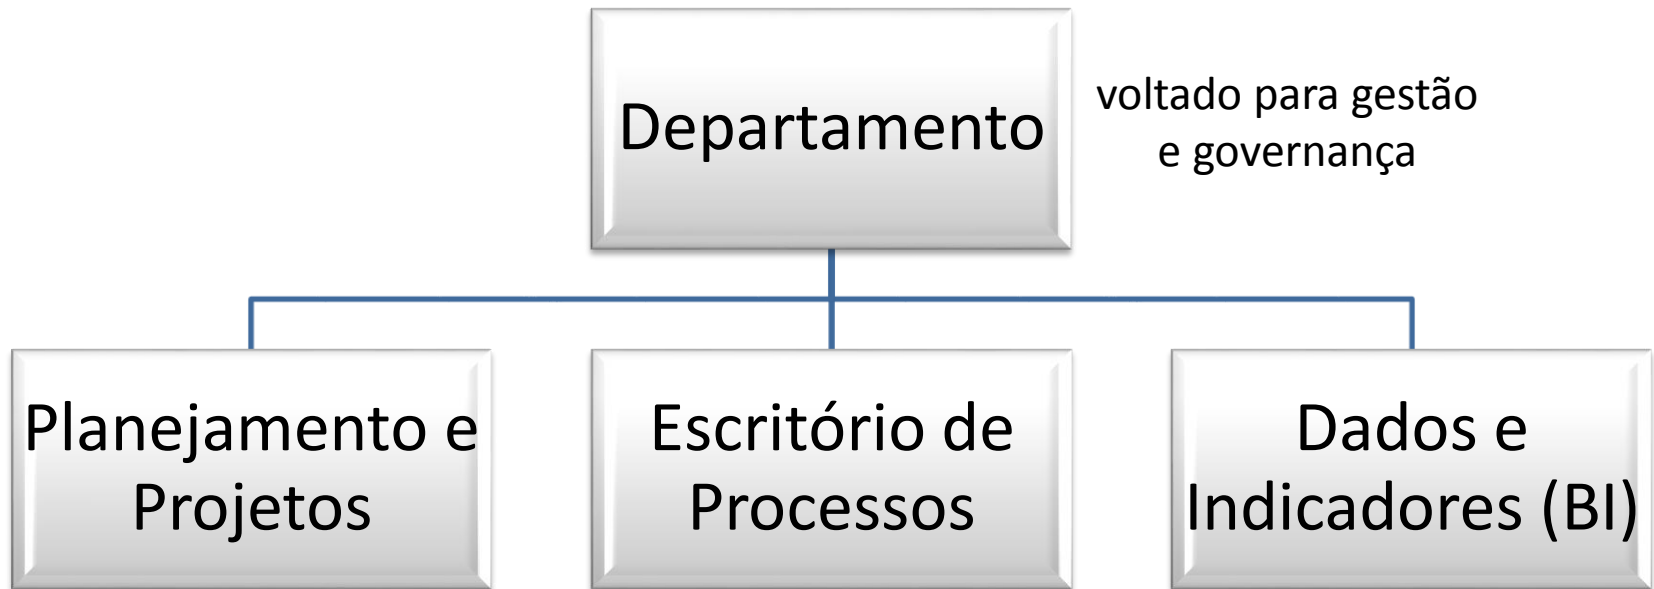 Departamento
voltado para gestão
e governança
Planejamento e
Projetos
Escritório de
Processos
Dados e
Indicadores (BI)